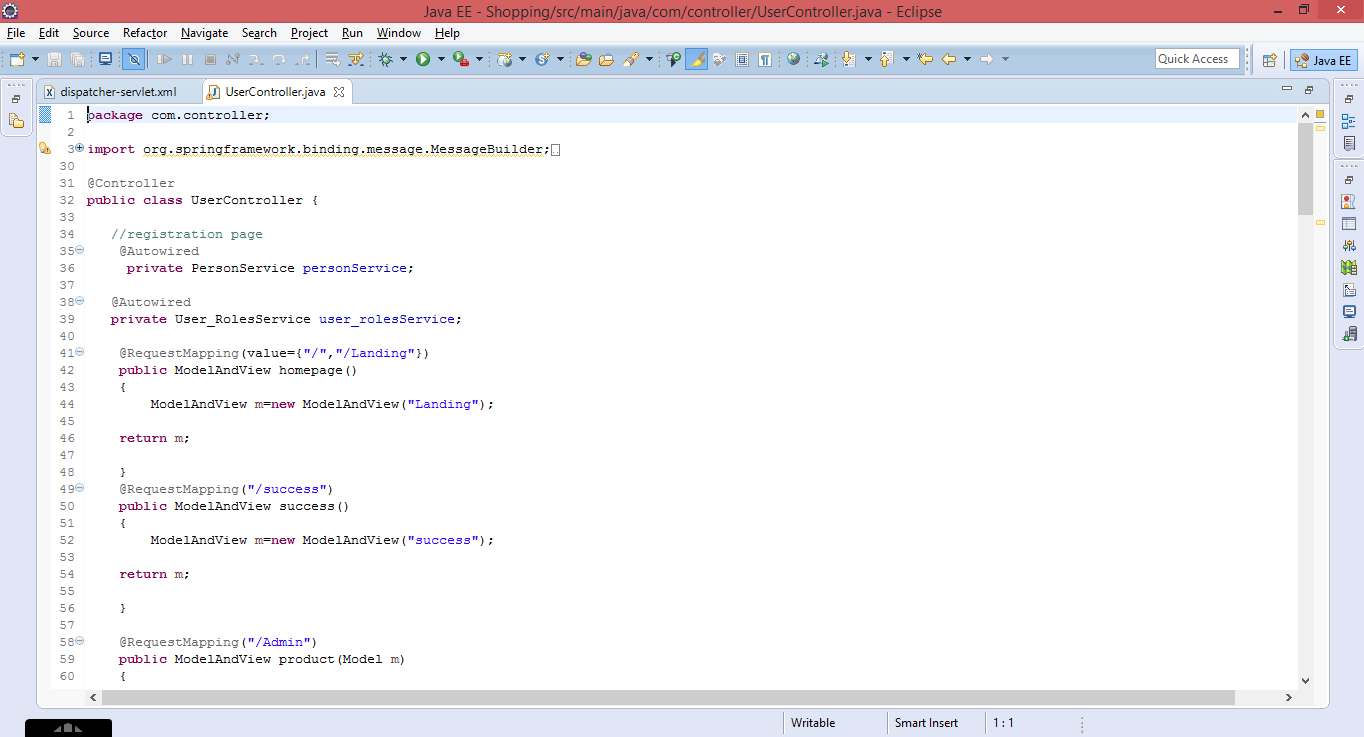 Java EE - Shopping/src/main/java/com/controller/UserController.java - Eclipse
File Edit Source Refactor Navigate Search Project Run Window Help
Quick Access Java EE
dispatcher-servlet.xml UserController.java
1 package com.controller;
2
3 import org.springframework.binding.message.MessageBuilder;
30
31 @Controller
32 public class UserController {
33
34 //registration page
35 @Autowired
36 private PersonService personService;
37
38 @Autowired
39 private User_RolesService user_rolesService;
40
41 @RequestMapping(value={"/","/Landing"})
42 public ModelAndView homepage()
43 {
44 ModelAndView m=new ModelAndView("Landing");
45
46 return m;
47
48 }
49 @RequestMapping("/success")
50 public ModelAndView success()
51 {
52 ModelAndView m=new ModelAndView("success");
53
54 return m;
55
56 }
57
58 @RequestMapping("/Admin")
59 public ModelAndView product(Model m)
60 {
Writable Smart Insert 1 : 1